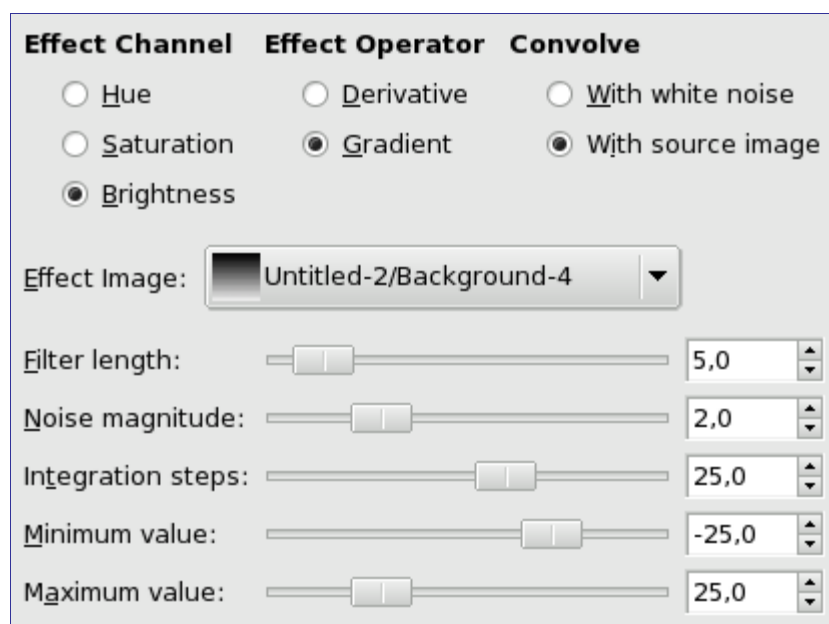 Effect Channel Effect Operator Convolve
Hue Derivative With white noise
Saturation Gradient With source image
Brightness
Effect Image: Untitled-2/Background-4
Filter length: 5,0
Noise magnitude: 2,0
Integration steps: 25,0
Minimum value: -25,0
Maximum value: 25,0